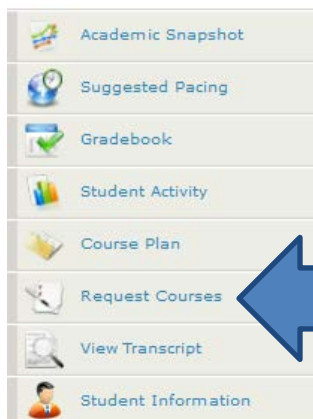 Academic Snapshot
Suggested Pacing
Gradebook
Student Activity
Course Plan
Request Courses
View Transcript
Student Information